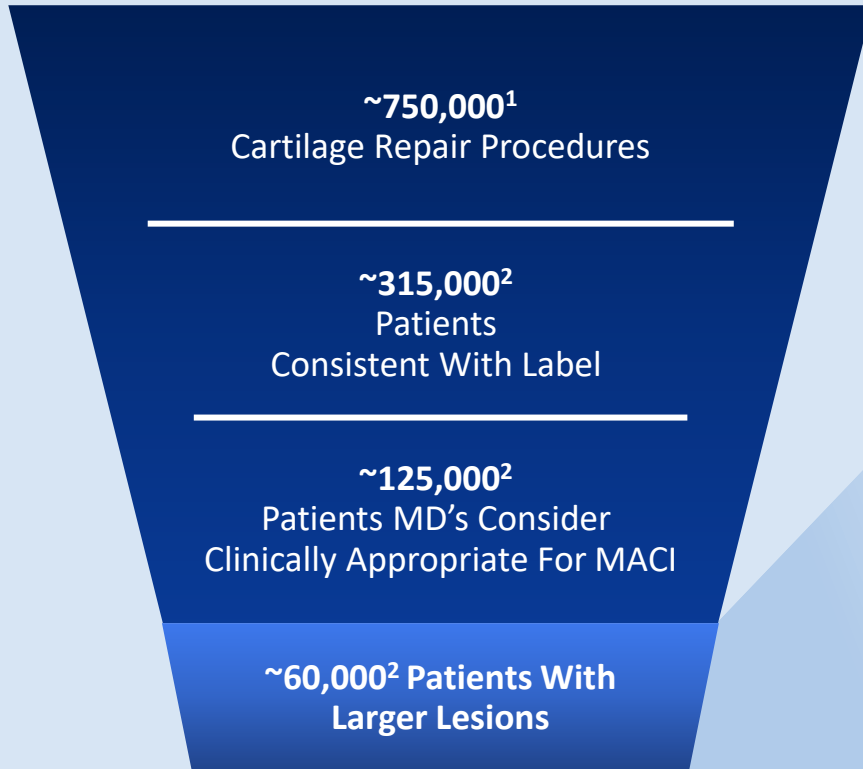 ~750,000¹
Cartilage Repair Procedures
~315,000²
Patients
Consistent With Label
~125,000²
Patients MD’s Consider
Clinically Appropriate For MACI
~60,000² Patients With
Larger Lesions